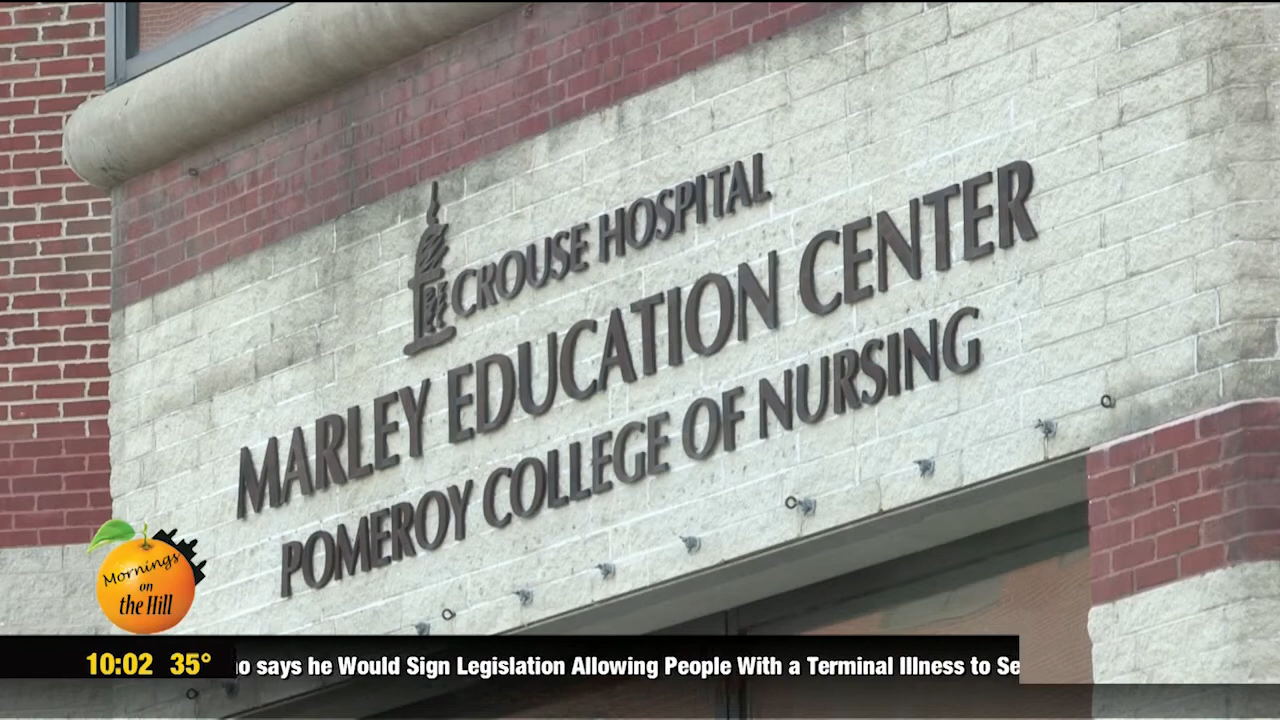 CROUSE HOSPITAL
MARLEY EDUCATION CENTER
POMEROY COLLEGE OF NURSING
Mornings
on
the Hill
10:02 35° says he Would Sign Legislation Allowing People With a Terminal Illness to